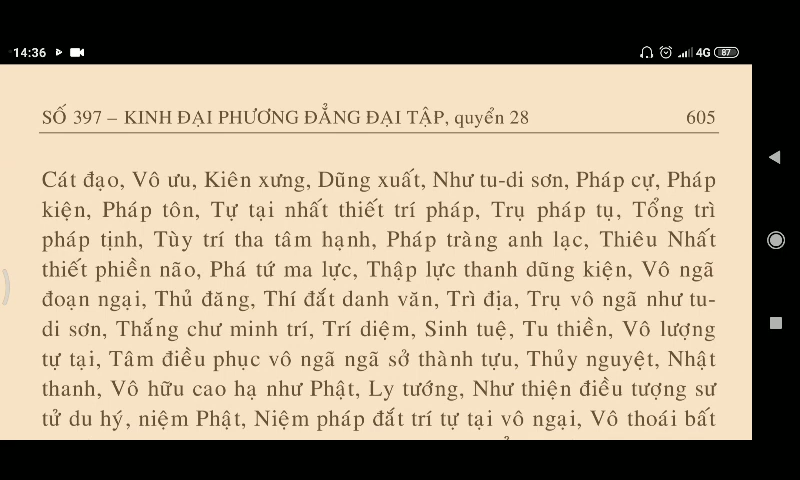 14:36
4G 87
SỐ 397 – KINH ĐẠI PHƯƠNG ĐẲNG ĐẠI TẬP, quyển 28 605
Cát đạo, Vô ưu, Kiên xưng, Dũng xuất, Như tu-di sơn, Pháp cự, Pháp
kiện, Pháp tôn, Tự tại nhất thiết trí pháp, Trụ pháp tụ, Tổng trì
pháp tịnh, Tùy trí tha tâm hạnh, Pháp tràng anh lạc, Thiêu Nhất
thiết phiền não, Phá tứ ma lực, Thập lực thanh dũng kiện, Vô ngã
đoạn ngại, Thủ đăng, Thí đắt danh văn, Trì địa, Trụ vô ngã như tu-
di sơn, Thắng chư minh trí, Trí diệm, Sinh tuệ, Tu thiền, Vô lượng
tự tại, Tâm điều phục vô ngã ngã sở thành tựu, Thủy nguyệt, Nhật
thanh, Vô hữu cao hạ như Phật, Ly tướng, Như thiện điều tượng sư
tử du hý, niệm Phật, Niệm pháp đắt trí tự tại vô ngại, Vô thoái bất